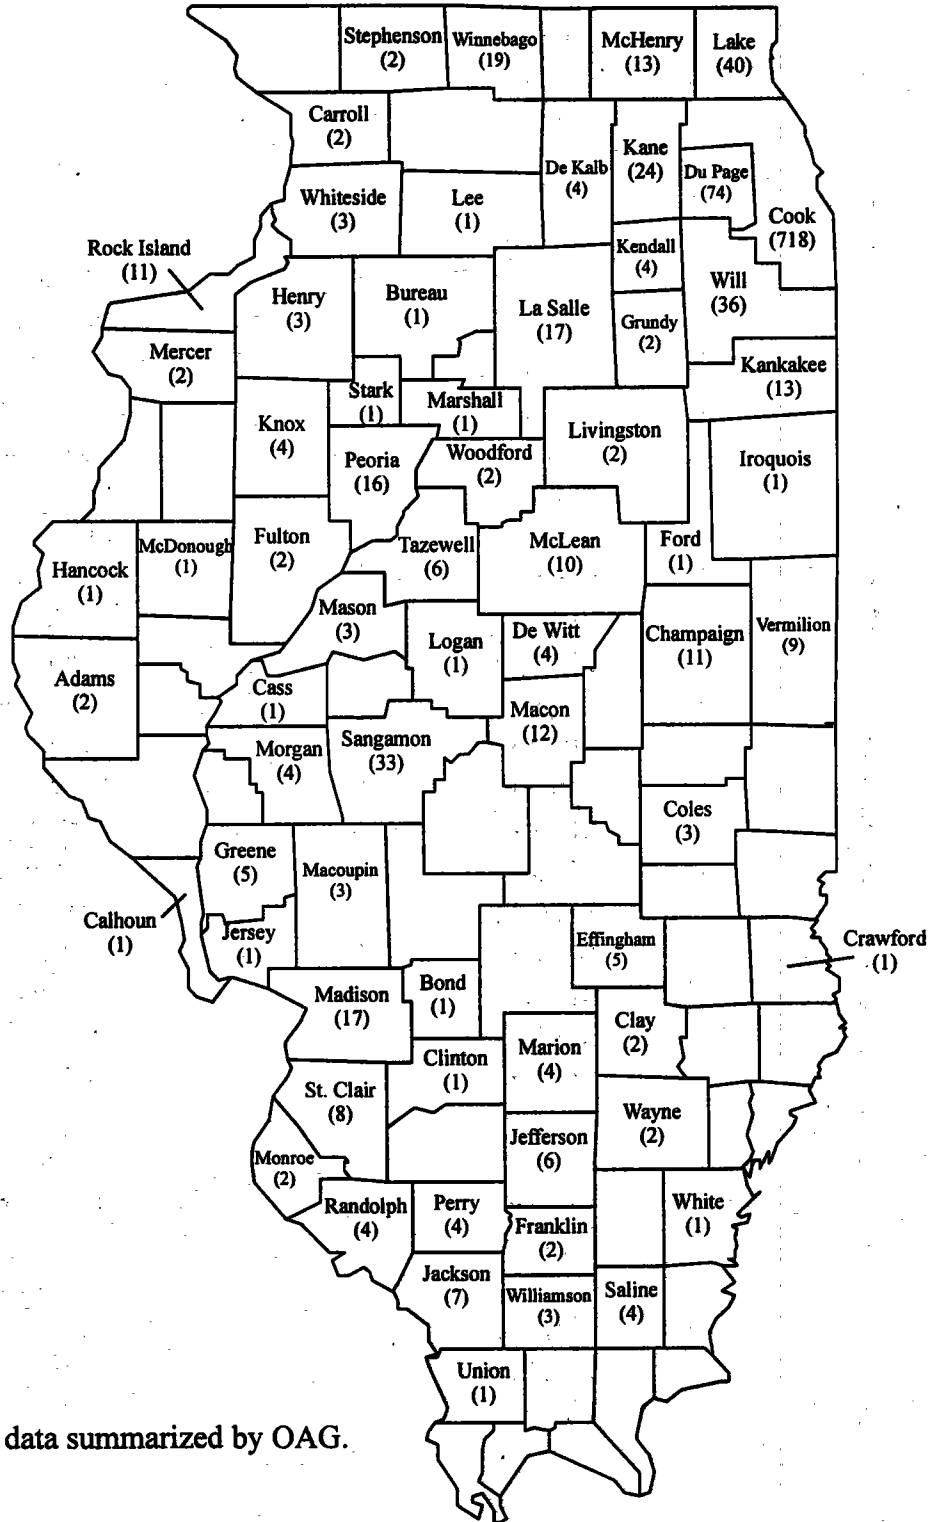 Stephenson
(2)
Winnebago
(19)
McHenry
(13)
Lake
(40)
Carroll
(2)
De Kalb
(4)
Kane
(24)
Du Page
(74)
Cook
(718)
Whiteside
(3)
Lee
(1)
Rock Island
(11)
Kendall
(4)
Will
(36)
Henry
(3)
Bureau
(1)
La Salle
(17)
Grundy
(2)
Mercer
(2)
Kankakee
(13)
Stark
(1)
Marshall
(1)
Knox
(4)
Peoria
(16)
Woodford
(2)
Livingston
(2)
Iroquois
(1)
Hancock
(1)
McDonough
(1)
Fulton
(2)
Tazewell
(6)
McLean
(10)
Ford
(1)
Mason
(3)
Logan
(1)
De Witt
(4)
Champaign
(11)
Vermilion
(9)
Adams
(2)
Cass
(1)
Macon
(12)
Morgan
(4)
Sangamon
(33)
Coles
(3)
Greene
(5)
Macoupin
(3)
Calhoun
(1)
Jersey
(1)
Effingham
(5)
Crawford
(1)
Madison
(17)
Bond
(1)
Clay
(2)
Marion
(4)
Clinton
(1)
St. Clair
(8)
Wayne
(2)
Jefferson
(6)
Monroe
(2)
Randolph
(4)
Perry
(4)
Franklin
(2)
White
(1)
Jackson
(7)
Williamson
(3)
Saline
(4)
Union
(1)
data summarized by OAG.